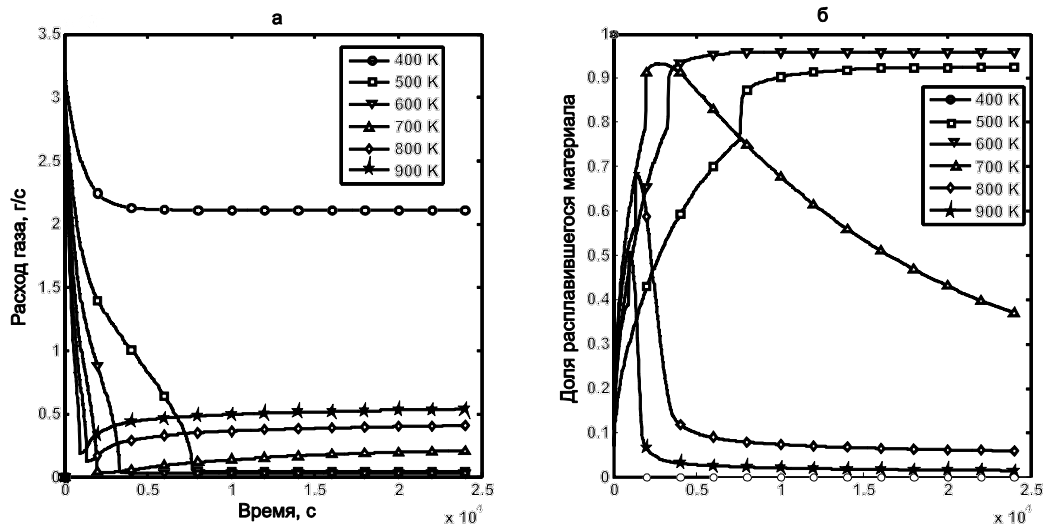 а
3.5
3
2.5
2
1.5
1
0.5
0
0
0.5
1
1.5
2
2.5
x 10⁴
Расход газа, г/с
Время, с
400 K
500 K
600 K
700 K
800 K
900 K
б
1
0.9
0.8
0.7
0.6
0.5
0.4
0.3
0.2
0.1
0
0
0.5
1
1.5
2
2.5
x 10⁴
Доля расплавившегося материала
400 K
500 K
600 K
700 K
800 K
900 K